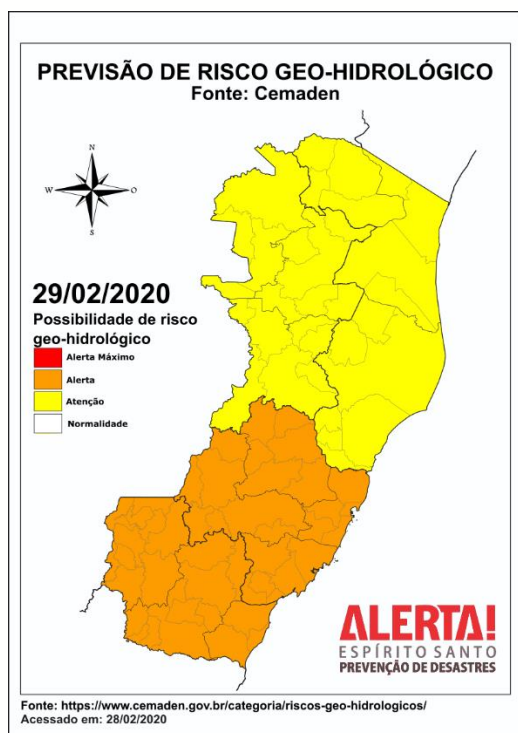 PREVISÃO DE RISCO GEO-HIDROLÓGICO
Fonte: Cemaden
N
W
O
S
29/02/2020
Possibilidade de risco
geo-hidrológico
Alerta Máximo
Alerta
Atenção
Normalidade
ALERTA!
ESPÍRITO SANTO
PREVENÇÃO DE DESASTRES
Fonte: https://www.cemaden.gov.br/categoria/riscos-geo-hidrologicos/
Acessado em: 28/02/2020